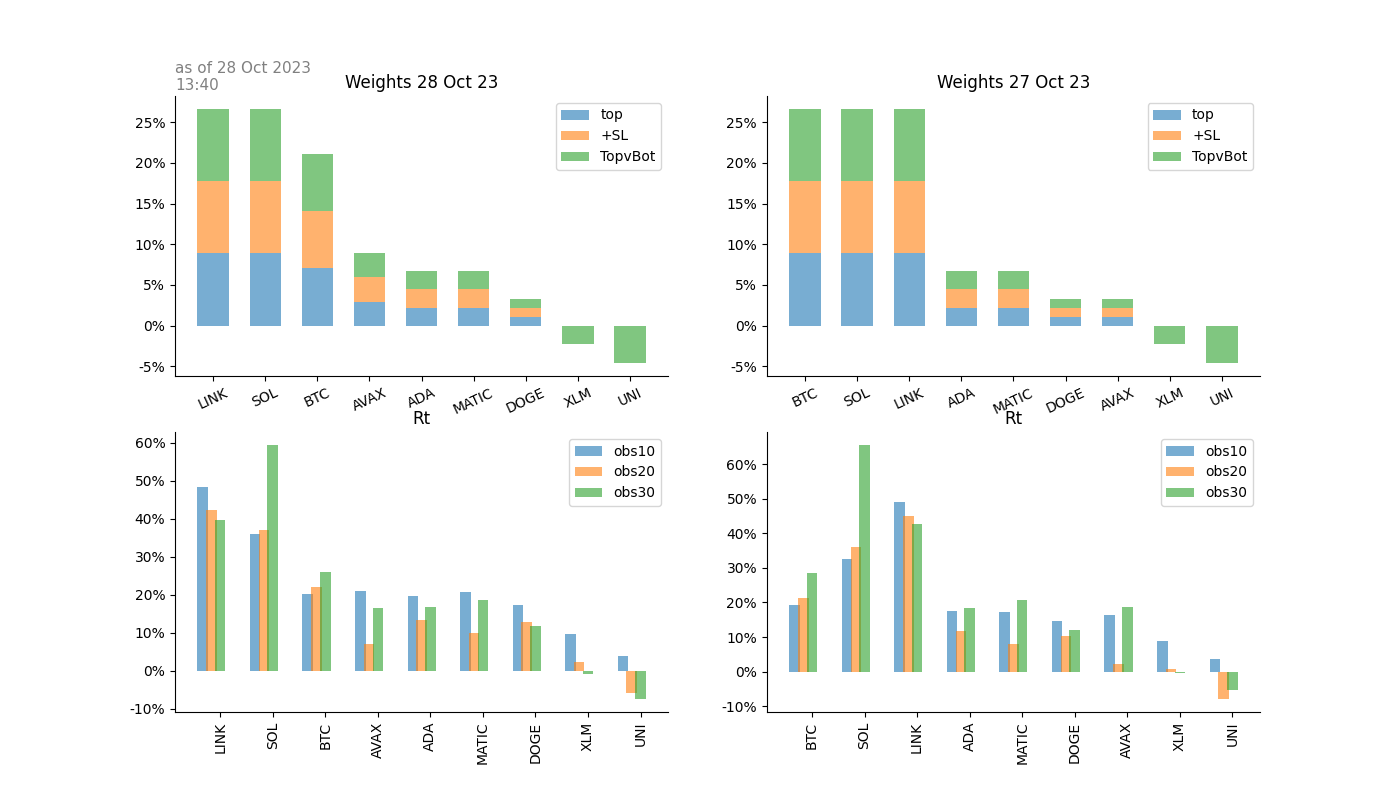 as of 28 Oct 2023
13:40
Weights 28 Oct 23
25%
20%
15%
10%
5%
0%
-5%
top
+SL
TopvBot
LINK SOL BTC AVAX ADA MATIC DOGE XLM UNI
Weights 27 Oct 23
25%
20%
15%
10%
5%
0%
-5%
top
+SL
TopvBot
BTC SOL LINK ADA MATIC DOGE AVAX XLM UNI
Rt
60%
50%
40%
30%
20%
10%
0%
-10%
obs10
obs20
obs30
LINK SOL BTC AVAX ADA MATIC DOGE XLM UNI
Rt
60%
50%
40%
30%
20%
10%
0%
-10%
obs10
obs20
obs30
BTC SOL LINK ADA MATIC DOGE AVAX XLM UNI